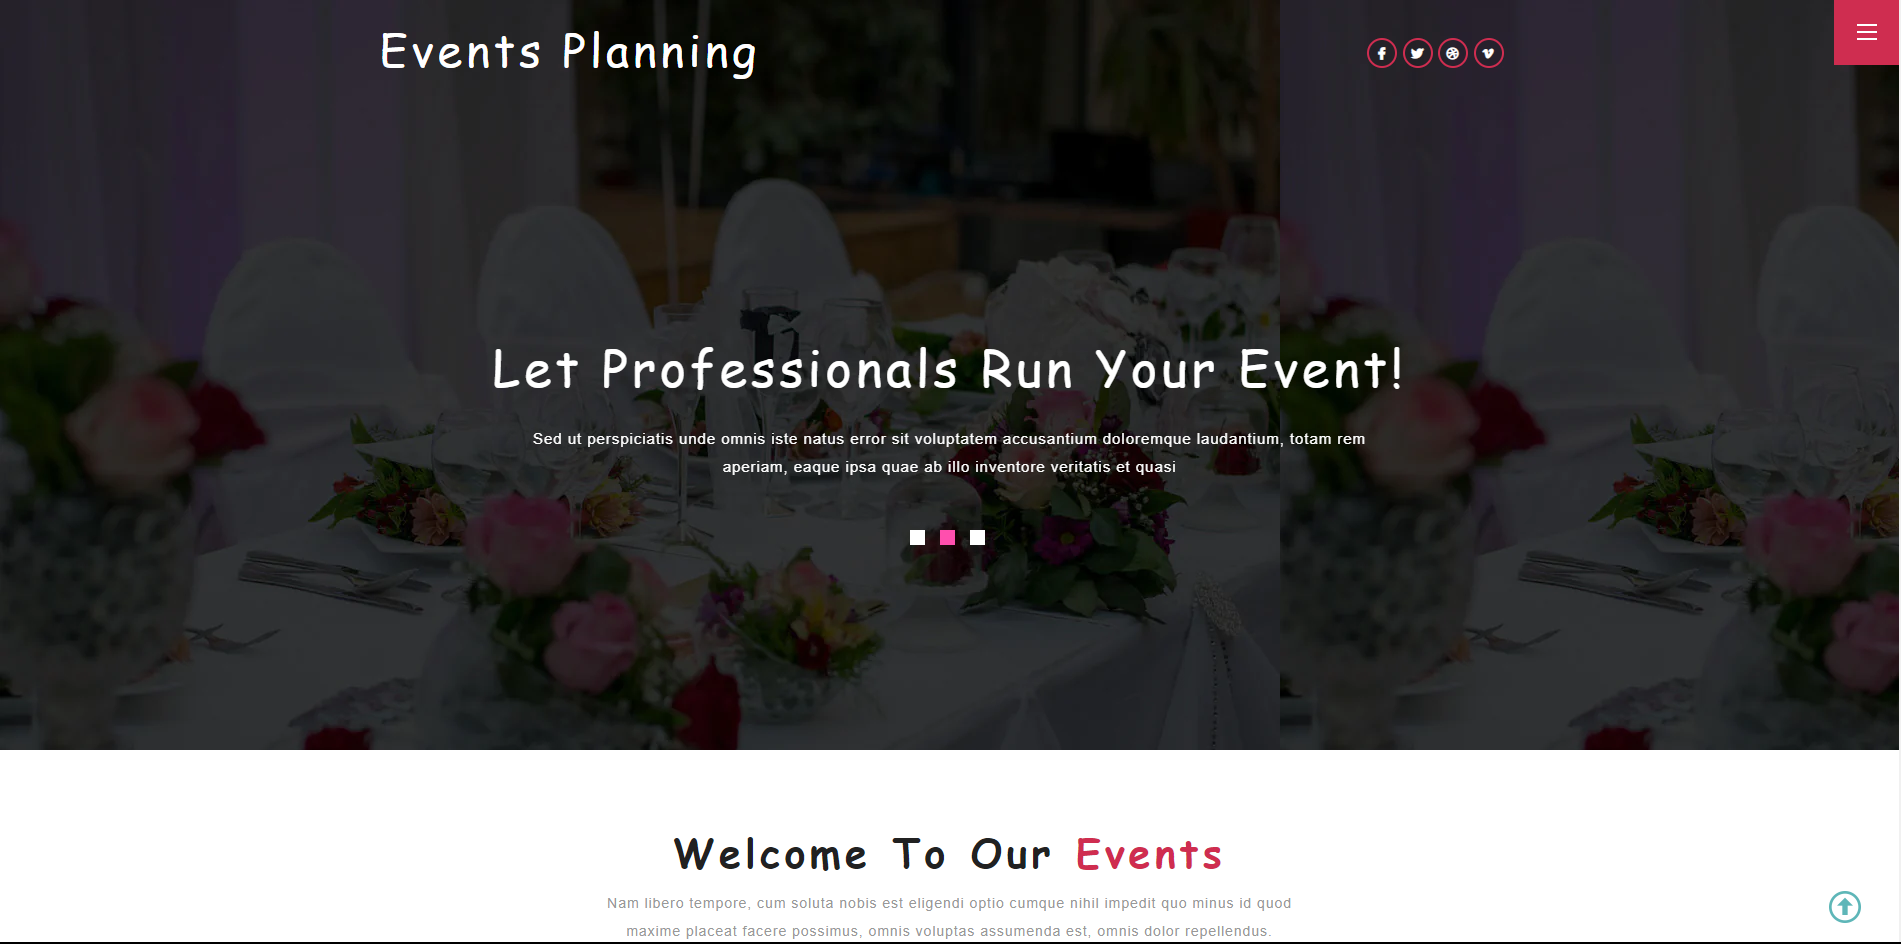 Events Planning
Let Professionals Run Your Event!
Sed ut perspiciatis unde omnis iste natus error sit voluptatem accusantium doloremque laudantium, totam rem
aperiam, eaque ipsa quae ab illo inventore veritatis et quasi
Welcome To Our Events
Nam libero tempore, cum soluta nobis est eligendi optio cumque nihil impedit quo minus id quod
maxime placeat facere possimus, omnis voluptas assumenda est, omnis dolor repellendus.